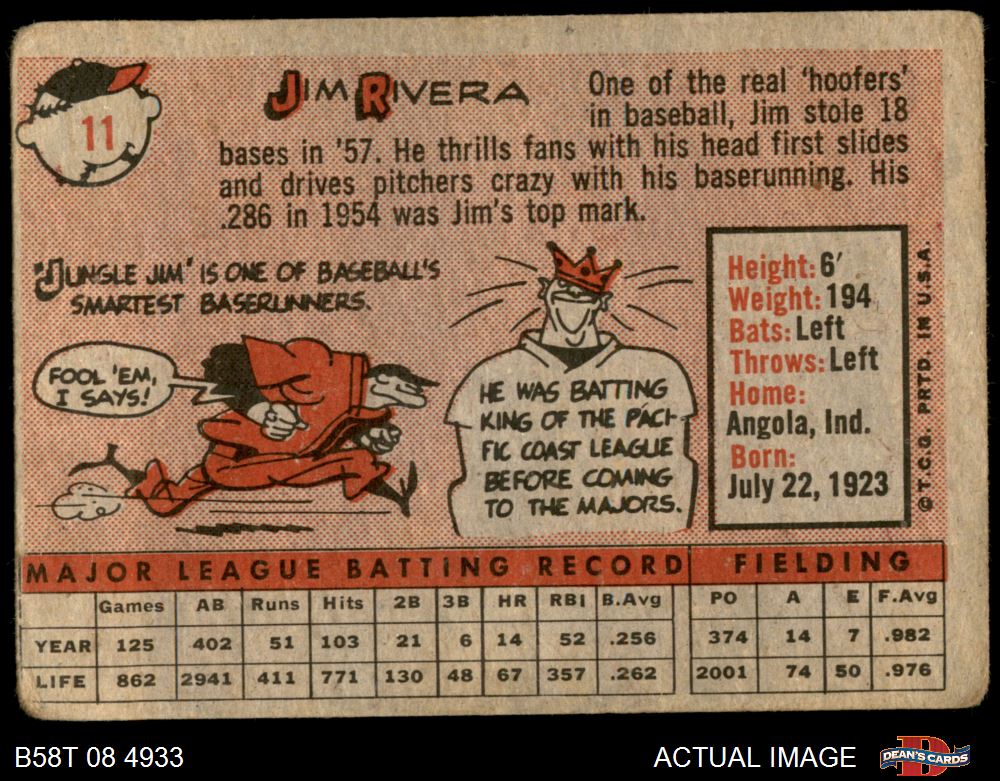 11
JIM RIVERA
One of the real 'hoofers'
in baseball, Jim stole 18
bases in '57. He thrills fans with his head first slides
and drives pitchers crazy with his baserunning. His
.286 in 1954 was Jim's top mark.
"JUNGLE JIM" IS ONE OF BASEBALL'S
SMARTEST BASERUNNERS.
FOOL 'EM,
I SAYS!
HE WAS BATTING
KING OF THE PACI-
FIC COAST LEAGUE
BEFORE COMING
TO THE MAJORS.
Height: 6'
Weight: 194
Bats: Left
Throws: Left
Home:
Angola, Ind.
Born:
July 22, 1923
© T.C.G. PRTD. IN U.S.A.
MAJOR LEAGUE BATTING RECORD FIELDING
Games AB Runs Hits 2B 3B HR RBI B.Avg PO A E F.Avg
YEAR 125 402 51 103 21 6 14 52 .256 374 14 7 .982
LIFE 862 2941 411 771 130 48 67 357 .262 2001 74 50 .976
B58T 08 4933 ACTUAL IMAGE DEAN'S CARDS